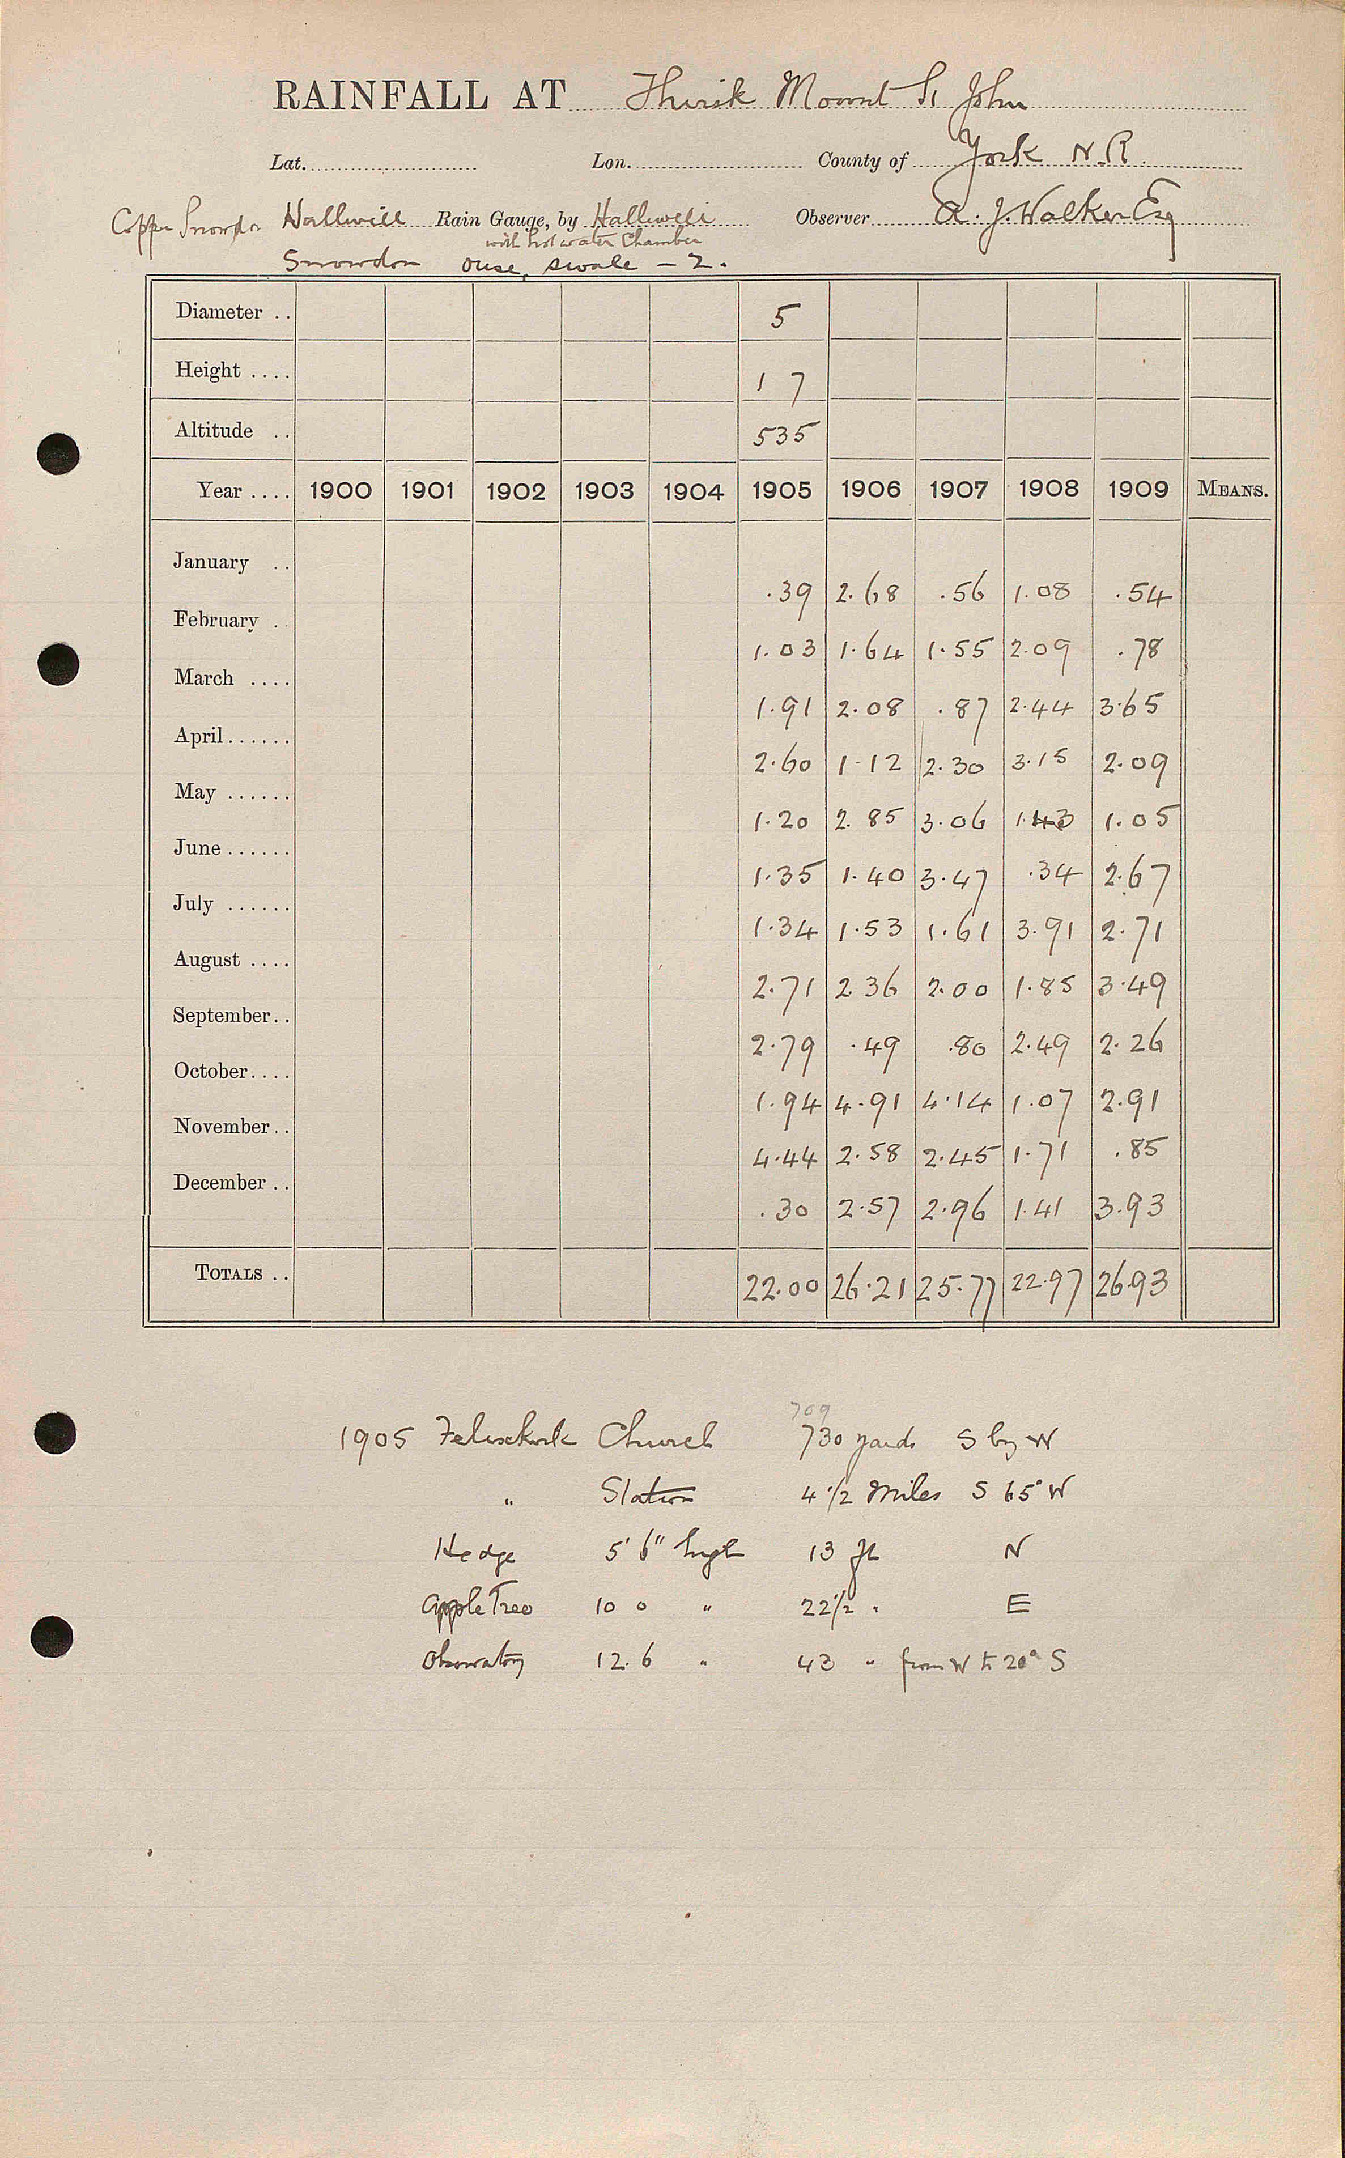 RAINFALL AT Thirsk Mount St John
Lat. Lon. County of York N.R.
Copper Snowdon Halliwell Rain Gauge, by Halliwell Observer A. J. Walker Esq
with hot water Chamber
Snowdon Ouse, Swale - 2.
Diameter .. 5
Height .... 1 7
Altitude .. 535
Year .... 1900 1901 1902 1903 1904 1905 1906 1907 1908 1909 MEANS.
January .. .39 2.68 .56 1.08 .54
February . 1.03 1.64 1.55 2.09 .78
March .... 1.91 2.08 .87 2.44 3.65
April...... 2.60 1.12 2.30 3.15 2.09
May ...... 1.20 2.85 3.06 1.43 1.05
June...... 1.35 1.40 3.47 .34 2.67
July ...... 1.34 1.53 1.61 3.91 2.71
August .... 2.71 2.36 2.00 1.85 3.49
September.. 2.79 .49 .80 2.49 2.26
October.... 1.94 4.91 4.14 1.07 2.91
November.. 4.44 2.58 2.45 1.71 .85
December .. .30 2.57 2.96 1.41 3.93
TOTALS .. 22.00 26.21 25.77 22.97 26.93
709
1905 Felixkirk Church 730 yards S by W
" Station 4 1/2 Miles S 65° W
Hedge 5' 6" high 13 ft N
Apple Tree 10 0 " 22 1/2 " E
Observatory 12.6 " 43 " from W to 20° S